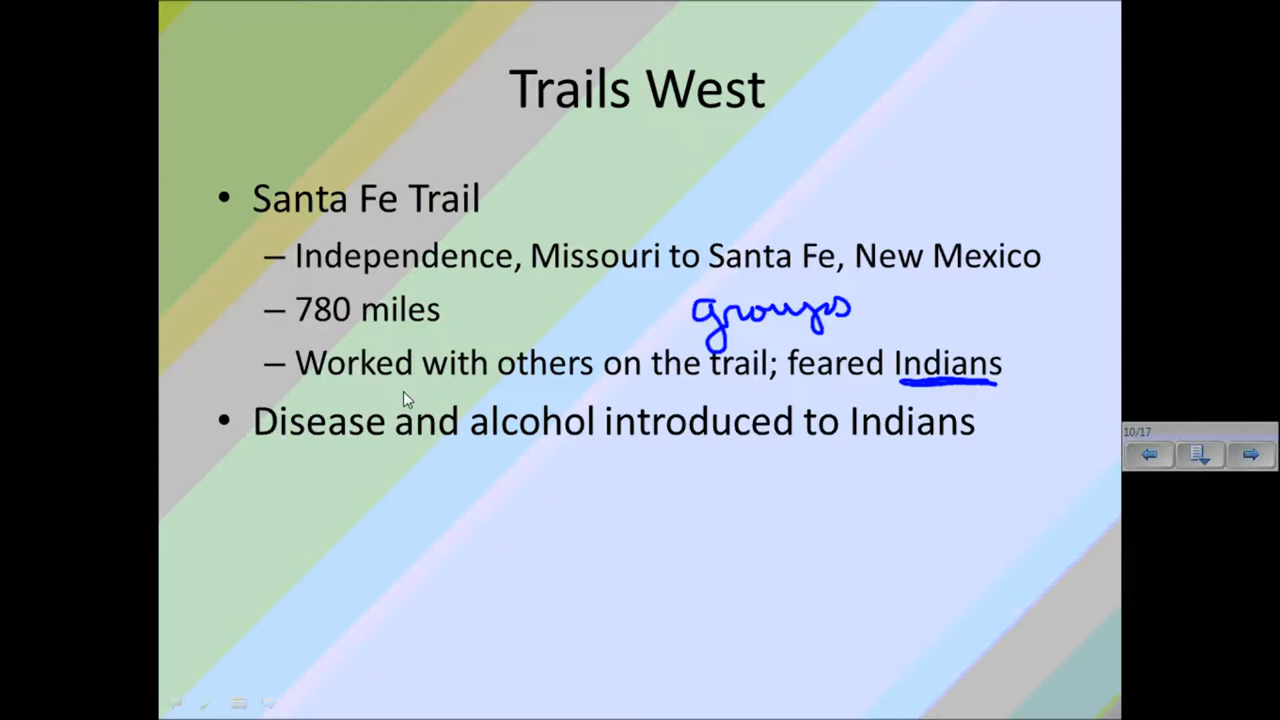 Trails West
• Santa Fe Trail
– Independence, Missouri to Santa Fe, New Mexico
– 780 miles
groups
– Worked with others on the trail; feared Indians
• Disease and alcohol introduced to Indians
10/17